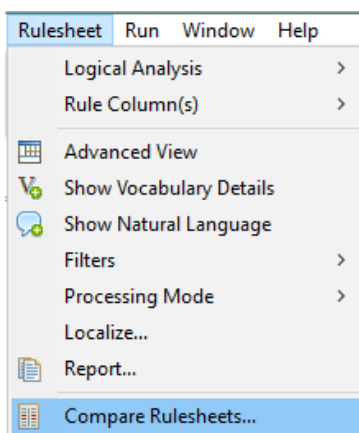 Rulesheet Run Window Help
Logical Analysis >
Rule Column(s) >
Advanced View
Show Vocabulary Details
Show Natural Language
Filters >
Processing Mode >
Localize...
Report...
Compare Rulesheets...